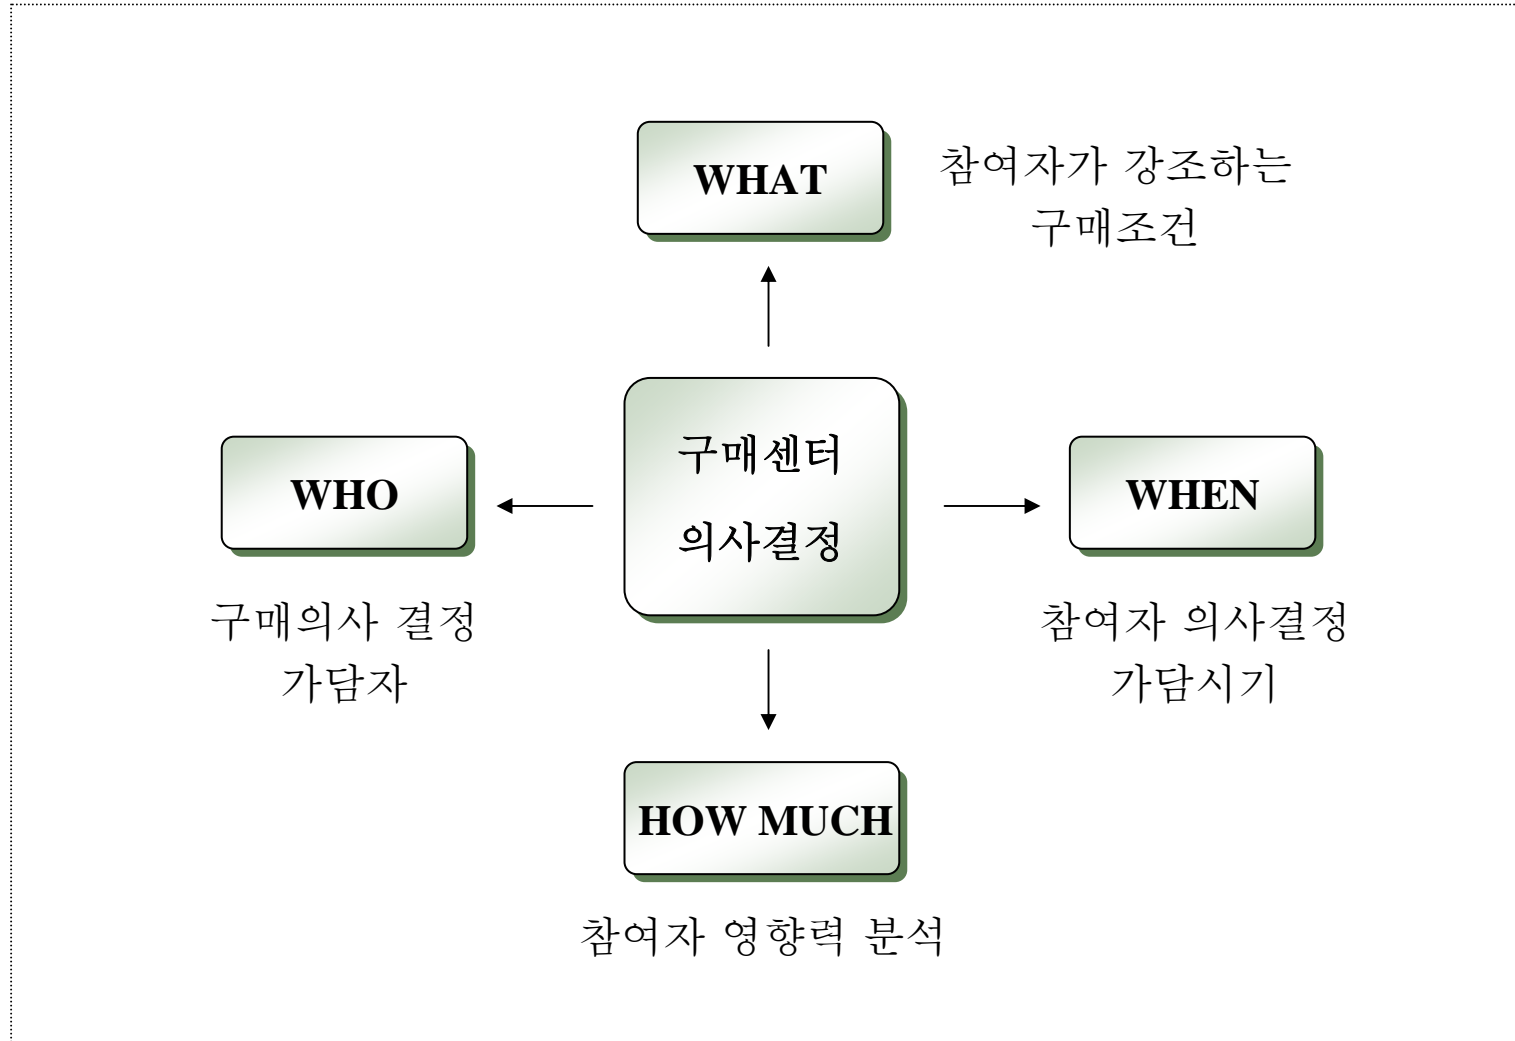 WHAT
참여자가 강조하는
구매조건
구매센터
의사결정
WHO
구매의사 결정
가담자
WHEN
참여자 의사결정
가담시기
HOW MUCH
참여자 영향력 분석